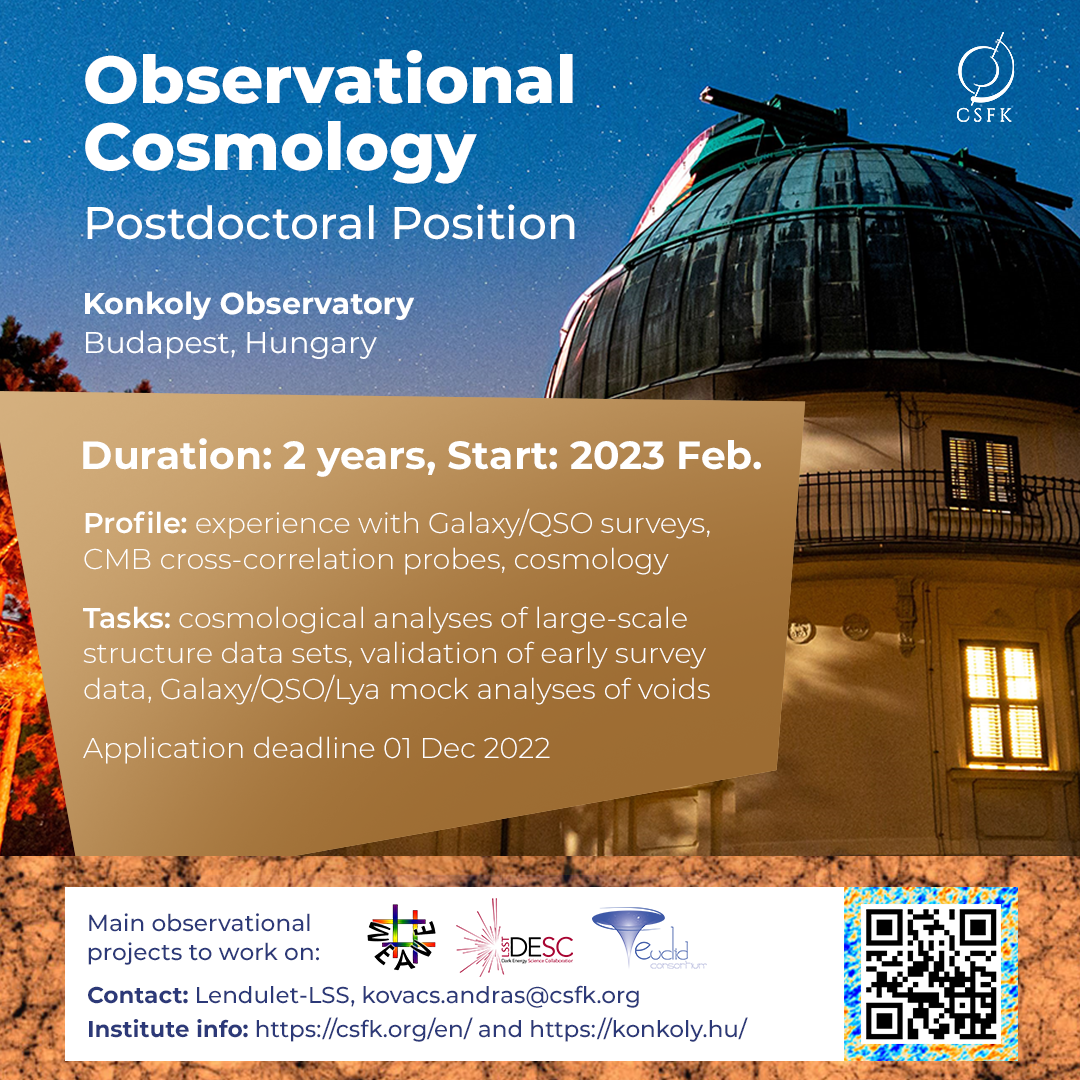 Observational
Cosmology
Postdoctoral Position
CSFK
Konkoly Observatory
Budapest, Hungary
Duration: 2 years, Start: 2023 Feb.
Profile: experience with Galaxy/QSO surveys,
CMB cross-correlation probes, cosmology
Tasks: cosmological analyses of large-scale
structure data sets, validation of early survey
data, Galaxy/QSO/Lya mock analyses of voids
Application deadline 01 Dec 2022
Main observational
projects to work on:
WEAVE
LSST
DESC
Dark Energy Science Collaboration
euclid
consortium
Contact: Lendulet-LSS, kovacs.andras@csfk.org
Institute info: https://csfk.org/en/ and https://konkoly.hu/